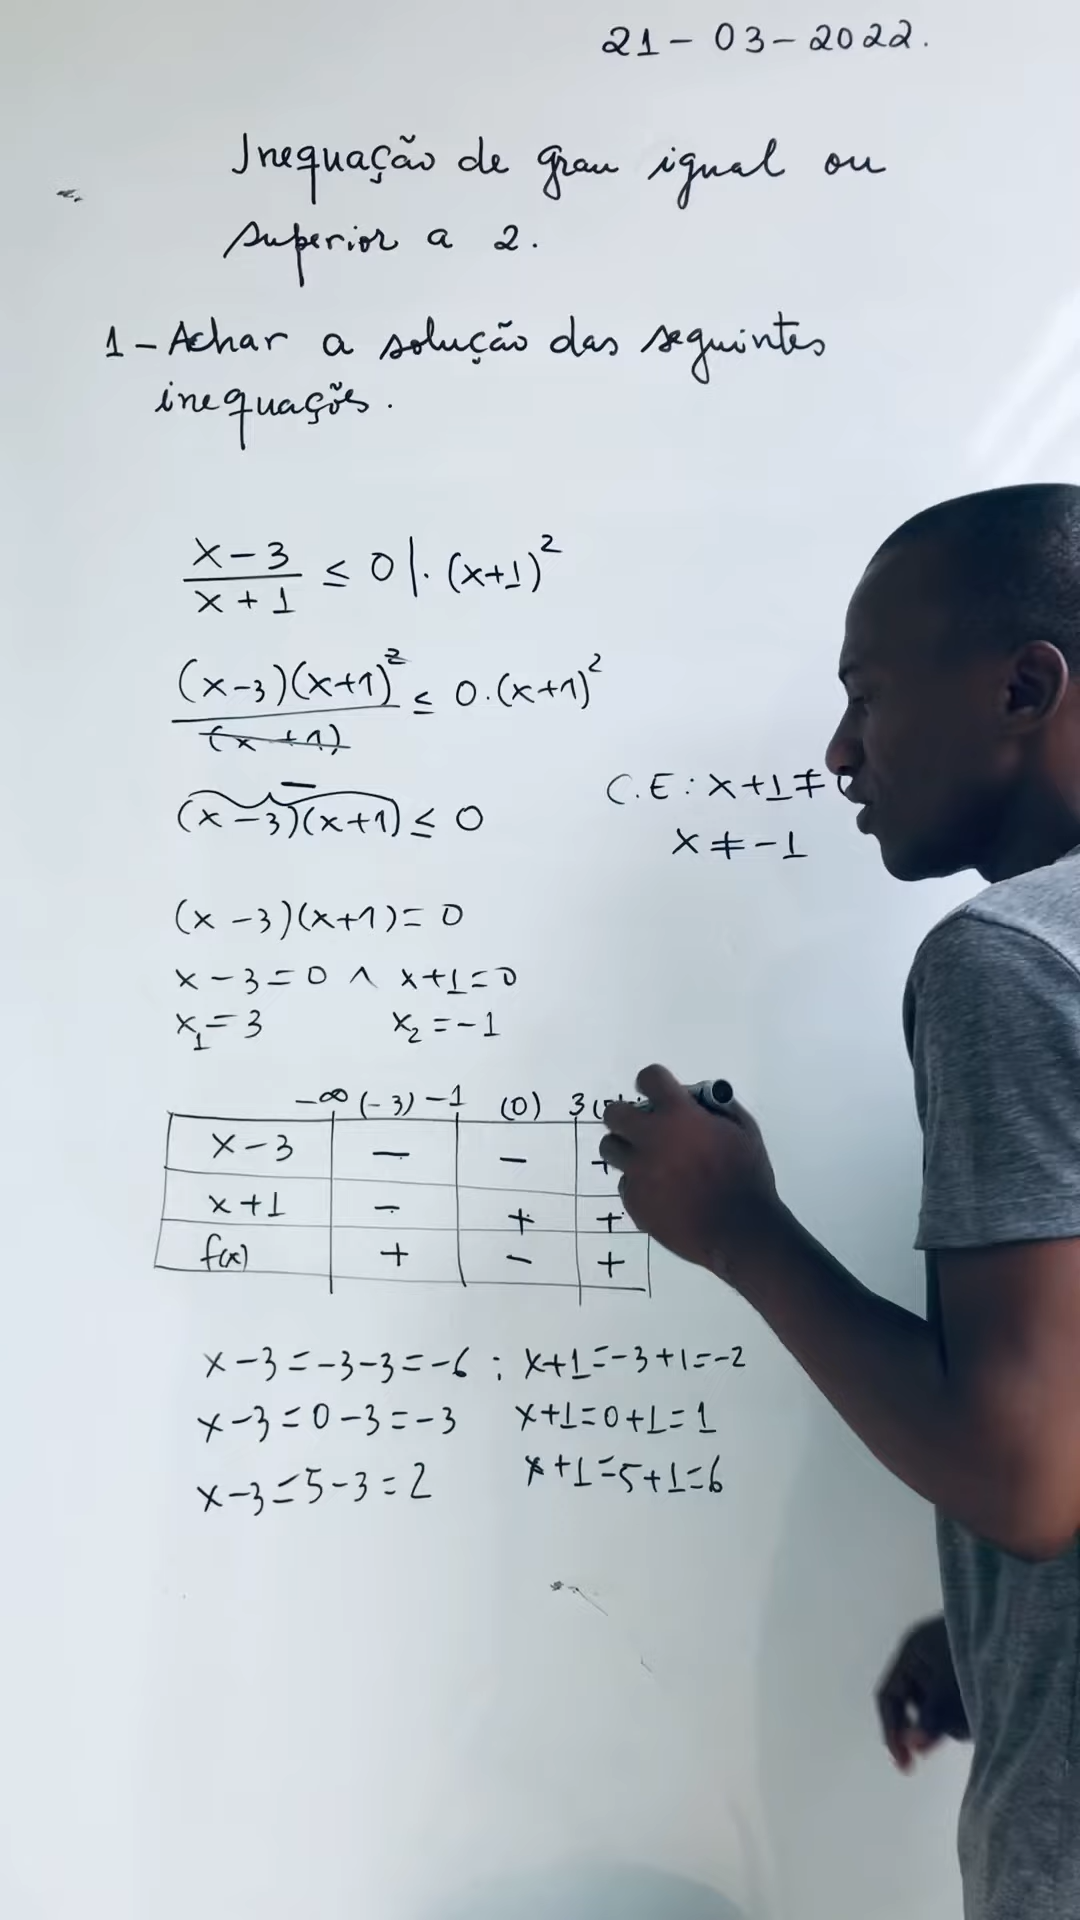 21-03-2022.
Inequação de grau igual ou
superior a 2.
1-Achar a solução das seguintes
inequações.
x-3/x+1 ≤ 0 |. (x+1)²
(x-3)(x+1)²/(x+1) ≤ 0.(x+1)²
−
(x-3)(x+1) ≤ 0
C.E: x+1≠
x≠-1
(x-3)(x+1)=0
x-3=0 ∧ x+1=0
x₁=3 x₂=-1
-∞ (-3) -1 (0) 3
x-3 − − +
x+1 − + +
f(x) + − +
x-3=-3-3=-6 ; x+1=-3+1=-2
x-3=0-3=-3 x+1=0+1=1
x-3=5-3=2 x+1=5+1=6